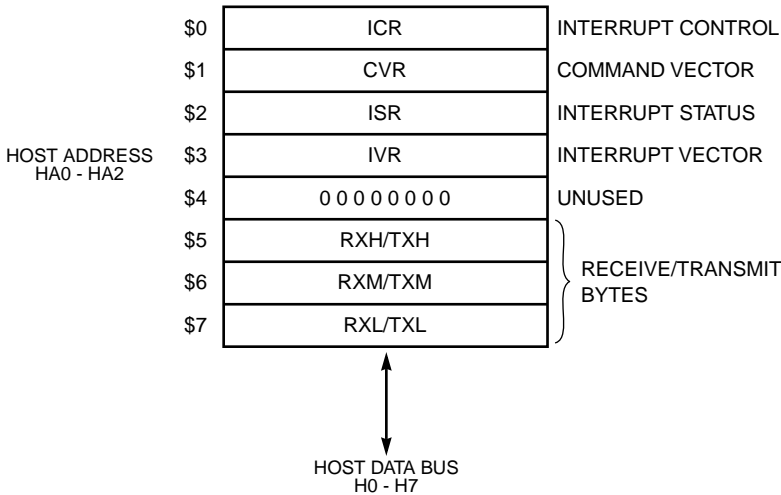 $0 ICR INTERRUPT CONTROL
$1 CVR COMMAND VECTOR
$2 ISR INTERRUPT STATUS
HOST ADDRESS
HA0 - HA2
$3 IVR INTERRUPT VECTOR
$4 0 0 0 0 0 0 0 0 UNUSED
$5 RXH/TXH
$6 RXM/TXM
RECEIVE/TRANSMIT
BYTES
$7 RXL/TXL
HOST DATA BUS
H0 - H7